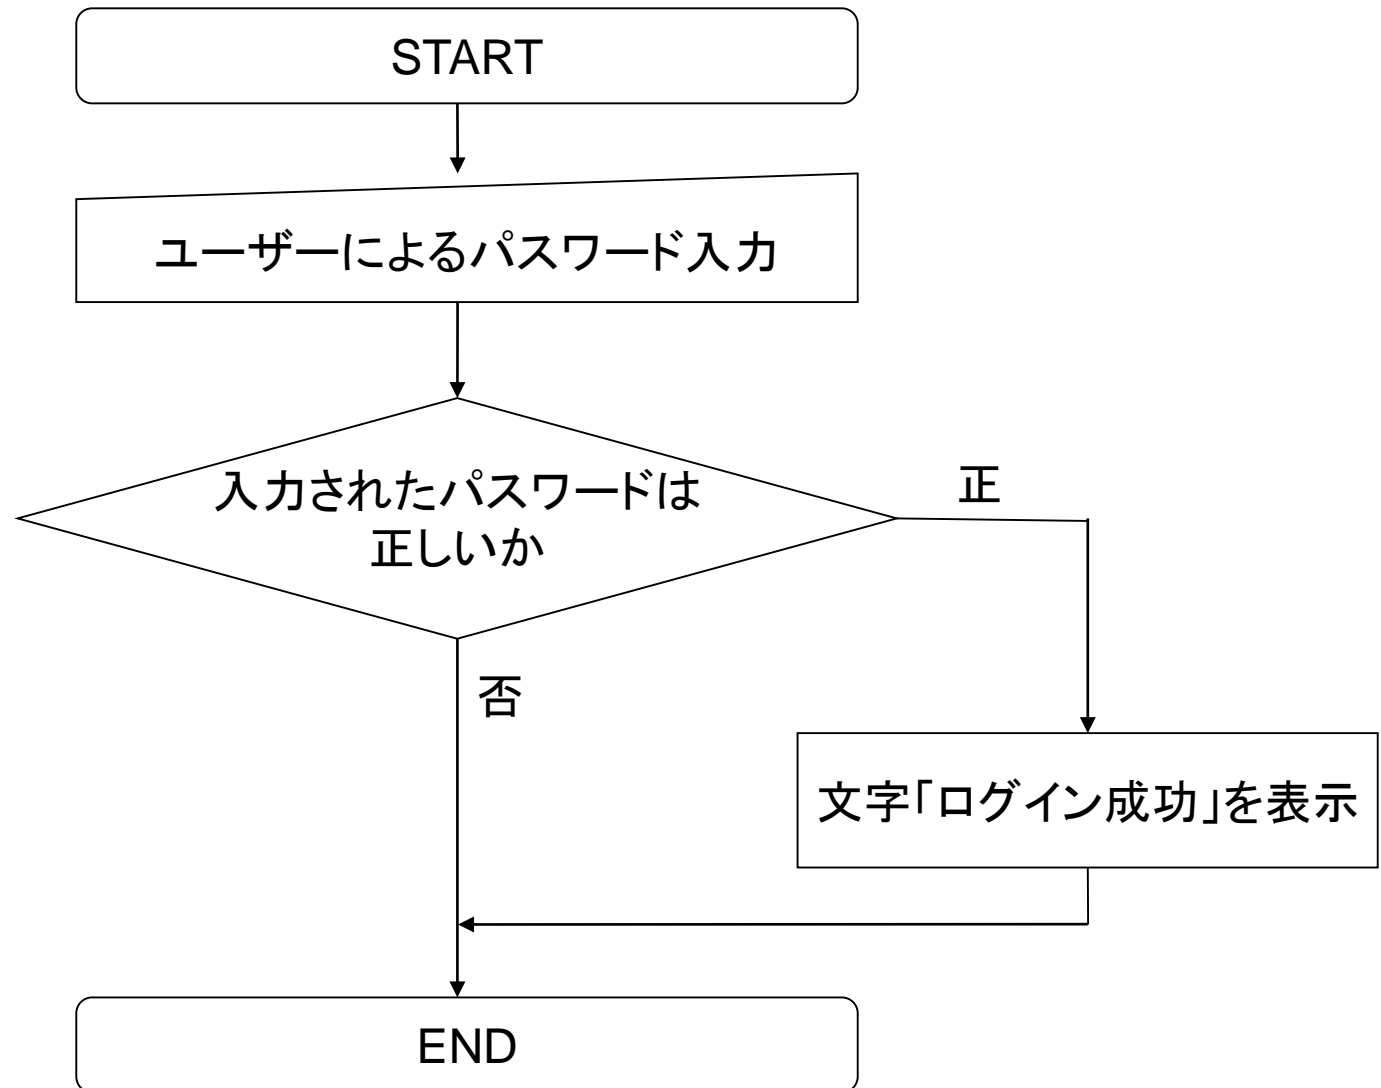 START
ユーザーによるパスワード入力
入力されたパスワードは
正しいか
正
否
文字「ログイン成功」を表示
END